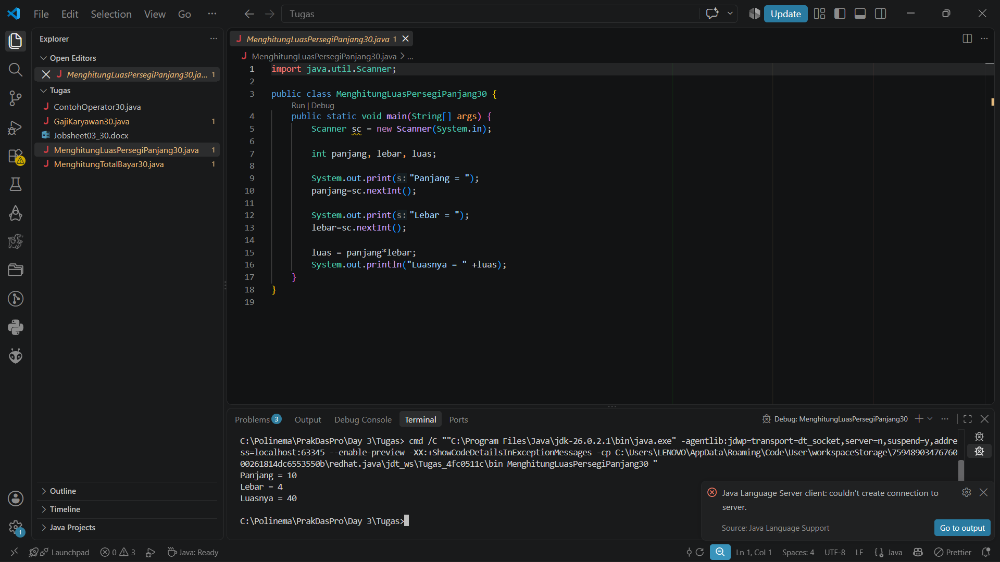 File Edit Selection View Go ···
Tugas
Update
Explorer
Open Editors
MenghitungLuasPersegiPanjang30.ja... 1
Tugas
ContohOperator30.java
GajiKaryawan30.java 1
Jobsheet03_30.docx
MenghitungLuasPersegiPanjang30.java 1
MenghitungTotalBayar30.java 1
Outline
Timeline
Java Projects
MenghitungLuasPersegiPanjang30.java 1
MenghitungLuasPersegiPanjang30.java > ...
1 import java.util.Scanner;
2
3 public class MenghitungLuasPersegiPanjang30 {
Run | Debug
4 public static void main(String[] args) {
5 Scanner sc = new Scanner(System.in);
6
7 int panjang, lebar, luas;
8
9 System.out.print(s: "Panjang = ");
10 panjang=sc.nextInt();
11
12 System.out.print(s: "Lebar = ");
13 lebar=sc.nextInt();
14
15 luas = panjang*lebar;
16 System.out.println("Luasnya = " +luas);
17 }
18 }
19
Problems 3 Output Debug Console Terminal Ports
Debug: MenghitungLuasPersegiPanjang30
C:\Polinema\PrakDasPro\Day 3\Tugas> cmd /C ""C:\Program Files\Java\jdk-26.0.2.1\bin\java.exe" -agentlib:jdwp=transport=dt_socket,server=n,suspend=y,addre
ss=localhost:63345 --enable-preview -XX:+ShowCodeDetailsInExceptionMessages -cp C:\Users\LENOVO\AppData\Roaming\Code\User\workspaceStorage\75948903476760
00261814dc6553550b\redhat.java\jdt_ws\Tugas_4fc0511c\bin MenghitungLuasPersegiPanjang30 "
Panjang = 10
Lebar = 4
Luasnya = 40
C:\Polinema\PrakDasPro\Day 3\Tugas>
Java Language Server client: couldn't create connection to
server.
Source: Java Language Support
Go to output
1
Launchpad 0 3 Java: Ready
Ln 1, Col 1 Spaces: 4 UTF-8 LF {} Java Prettier